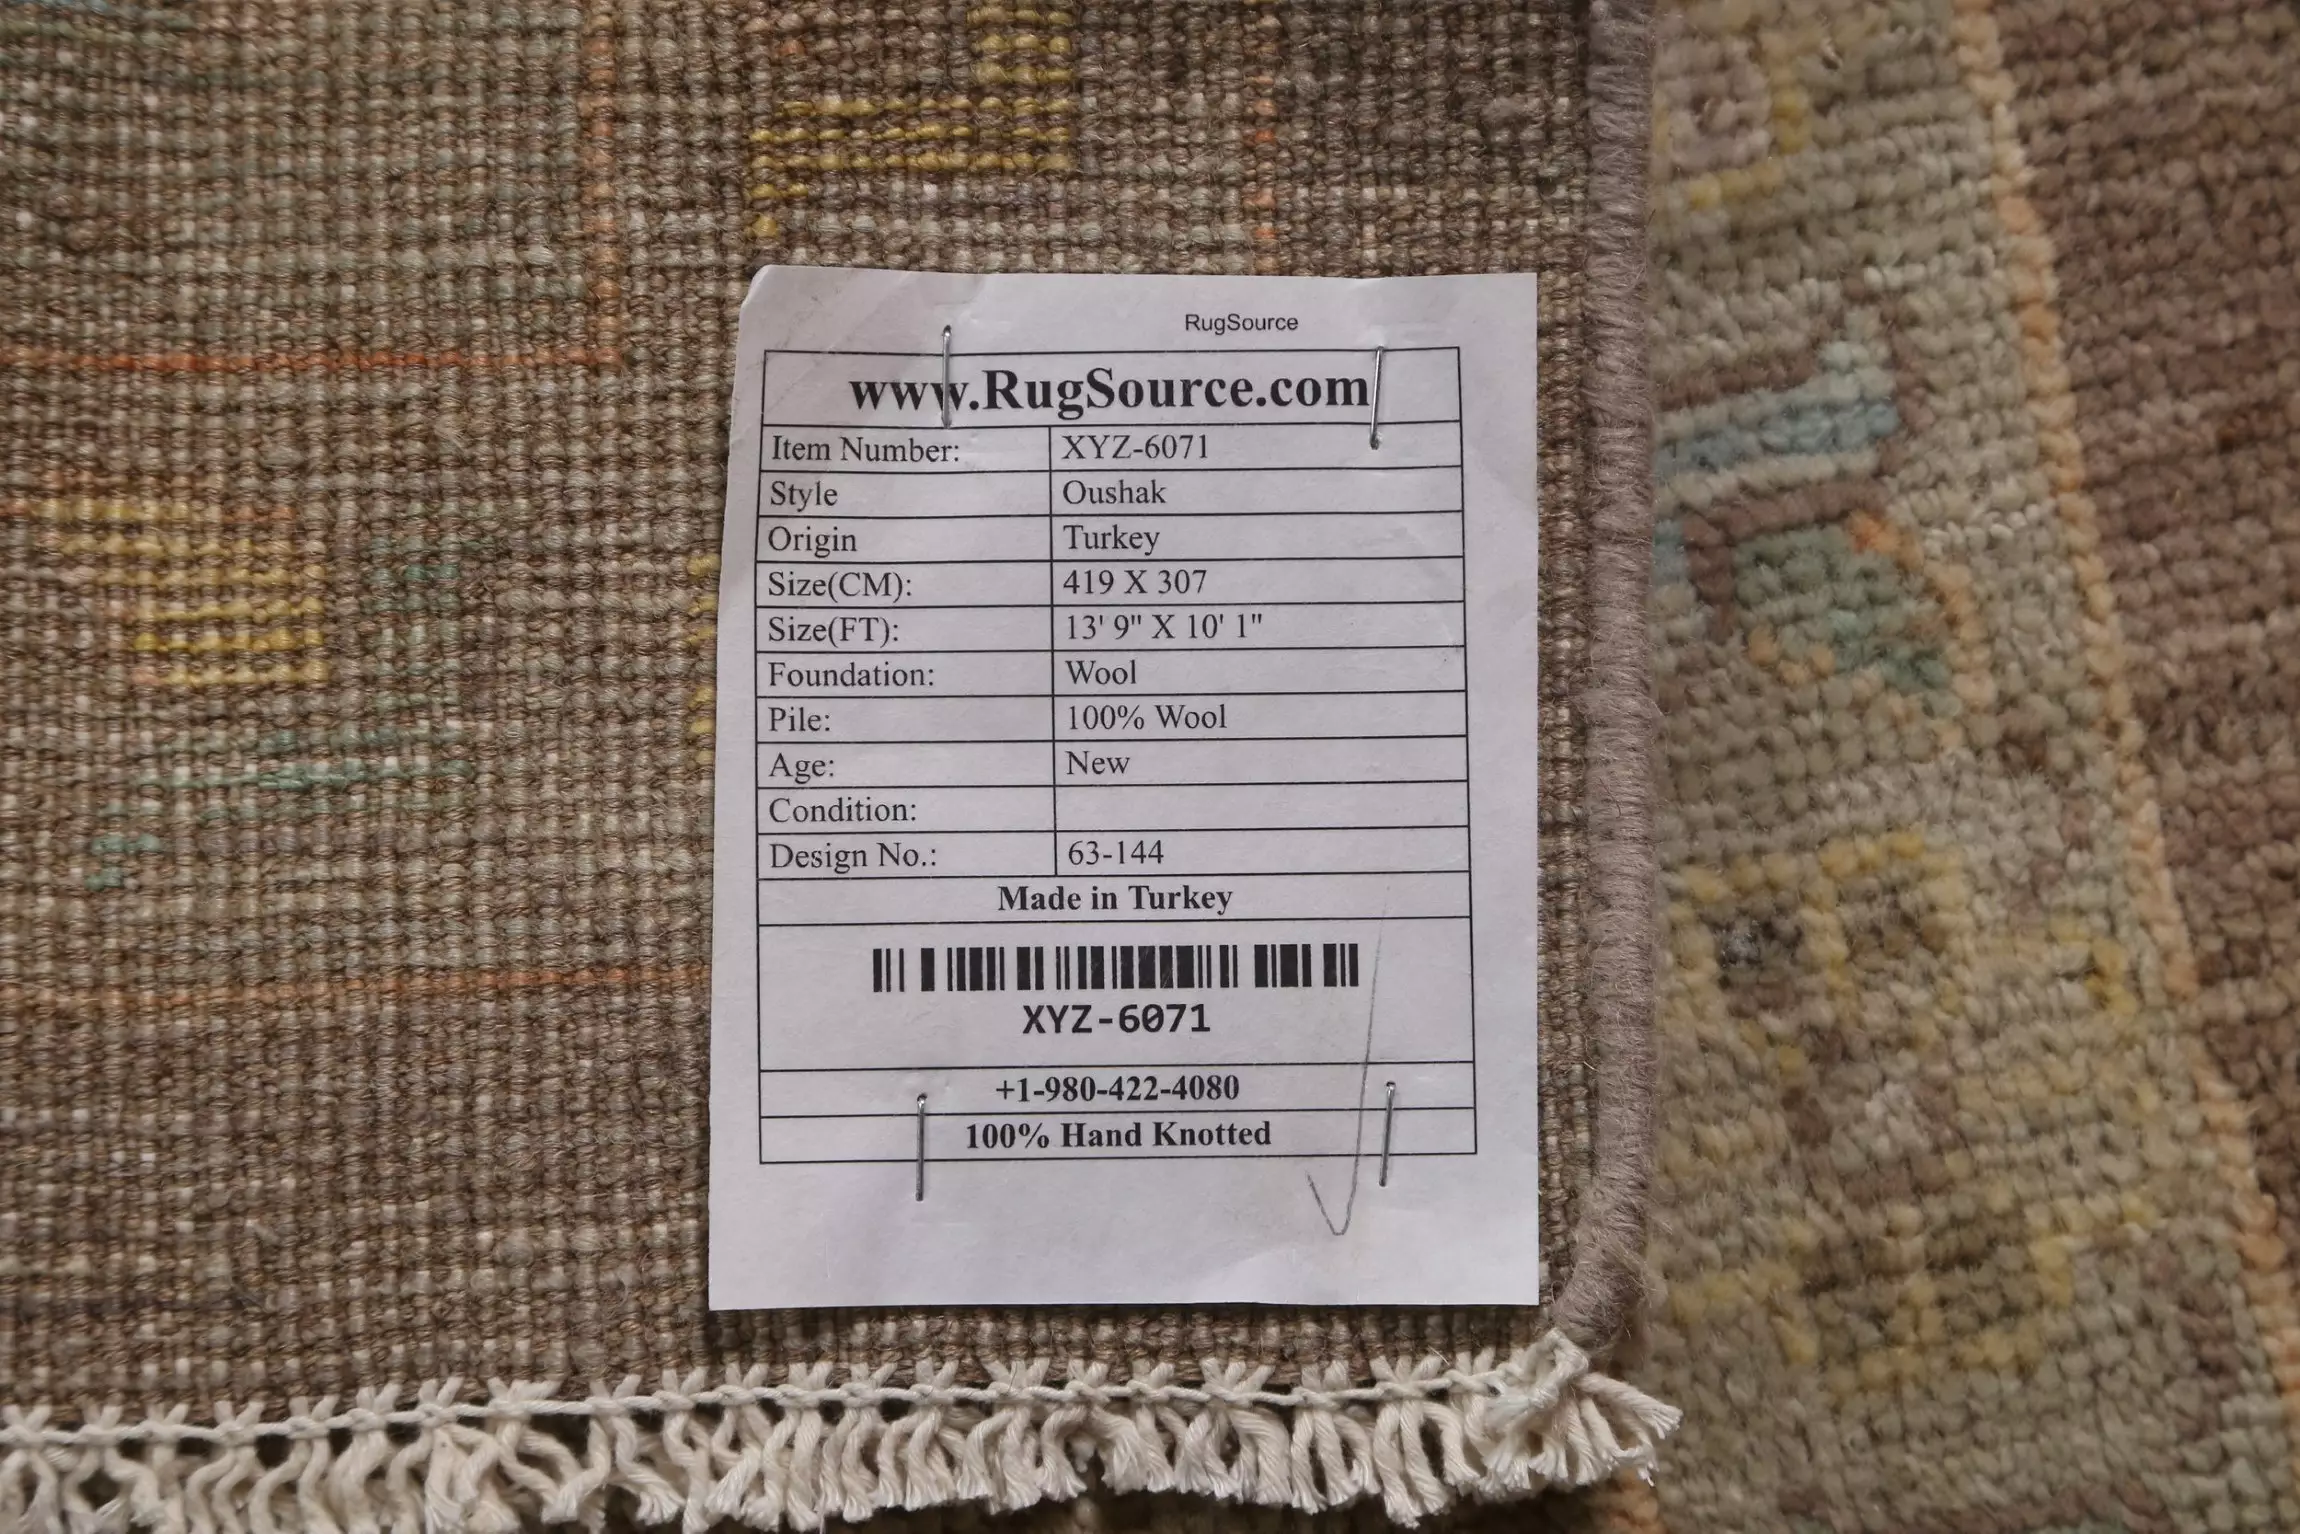 RugSource
www.RugSource.com
Item Number: XYZ-6071
Style Oushak
Origin Turkey
Size(CM): 419 X 307
Size(FT): 13' 9" X 10' 1"
Foundation: Wool
Pile: 100% Wool
Age: New
Condition:
Design No.: 63-144
Made in Turkey
XYZ-6071
+1-980-422-4080
100% Hand Knotted